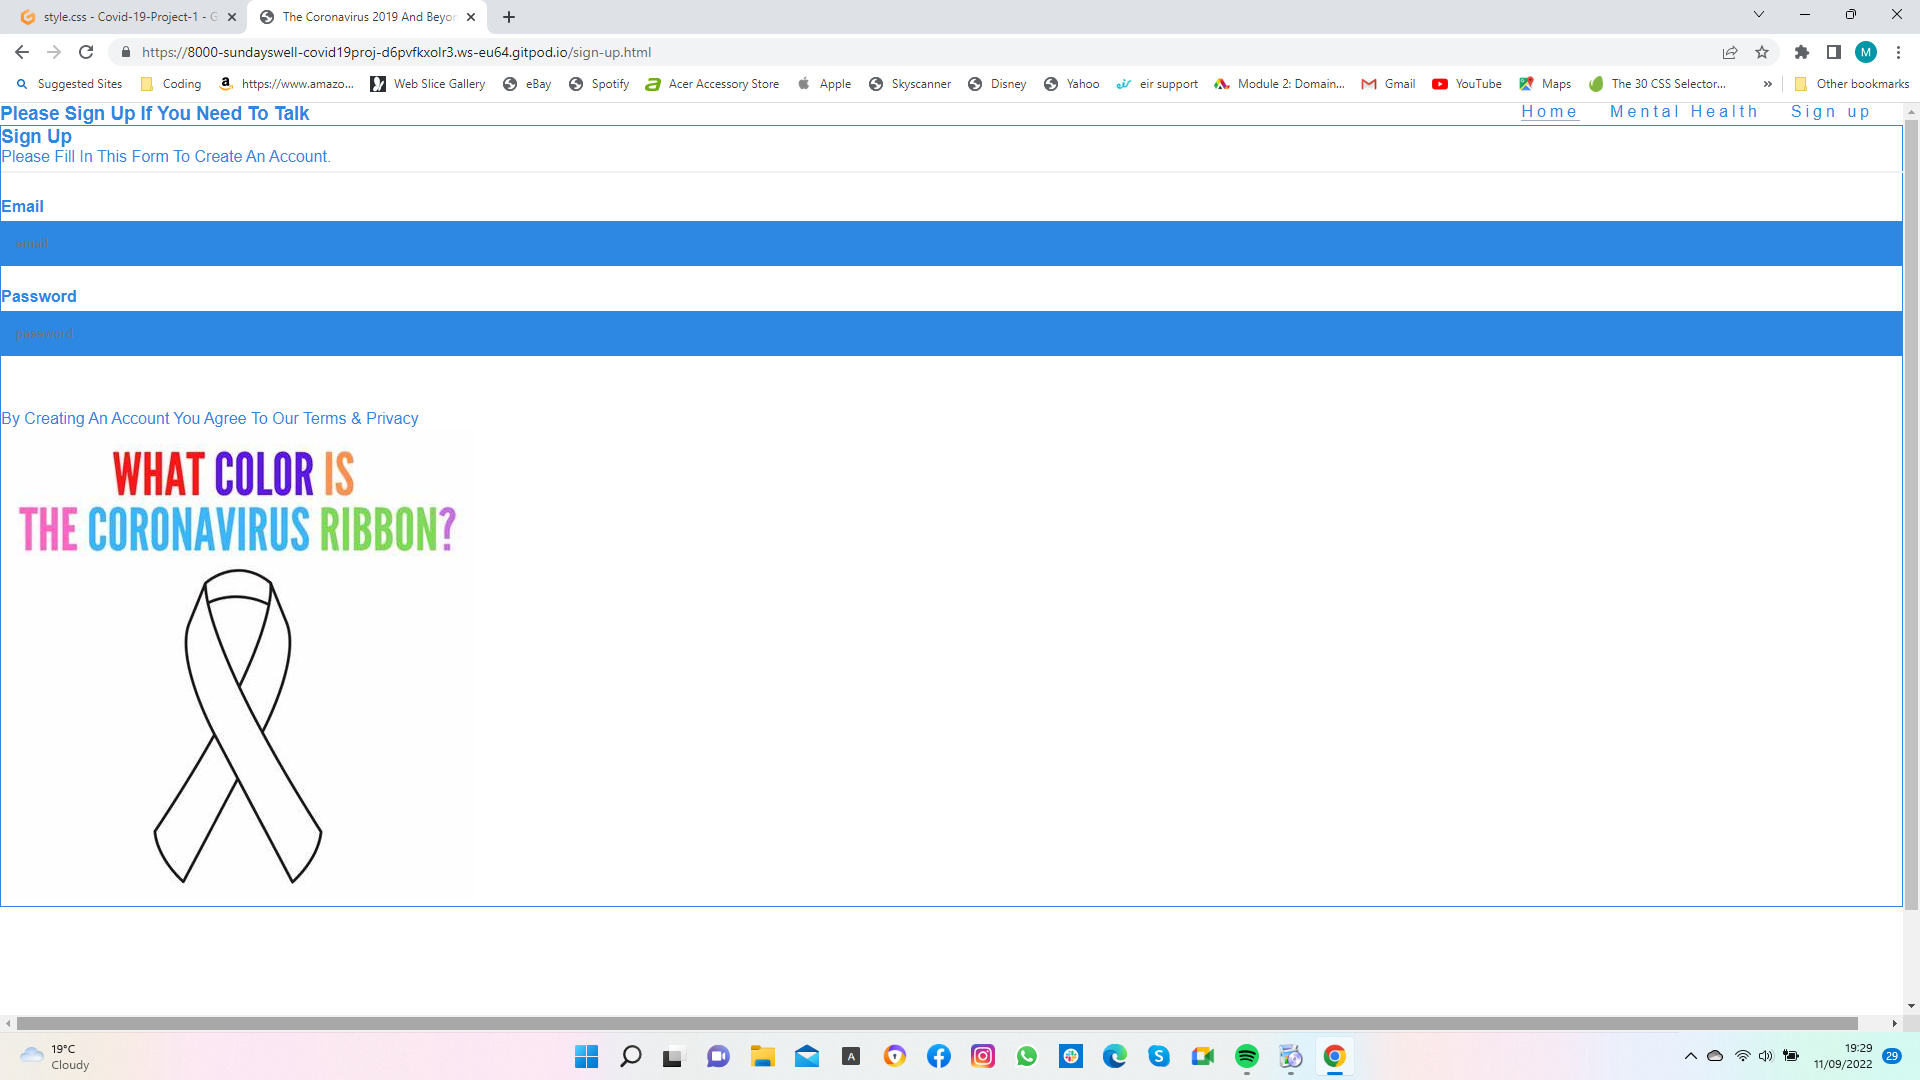 style.css - Covid-19-Project-1 - G
The Coronavirus 2019 And Beyon
https://8000-sundayswell-covid19proj-d6pvfkxolr3.ws-eu64.gitpod.io/sign-up.html
M
Suggested Sites
Coding
https://www.amazo...
Web Slice Gallery
eBay
Spotify
Acer Accessory Store
Apple
Skyscanner
Disney
Yahoo
eir support
Module 2: Domain...
Gmail
YouTube
Maps
The 30 CSS Selector...
»
Other bookmarks
Please Sign Up If You Need To Talk
Home
Mental Health
Sign up
Sign Up
Please Fill In This Form To Create An Account.
Email
email
Password
password
By Creating An Account You Agree To Our Terms & Privacy
WHAT COLOR IS
THE CORONAVIRUS RIBBON?
19°C
Cloudy
19:29
11/09/2022
29